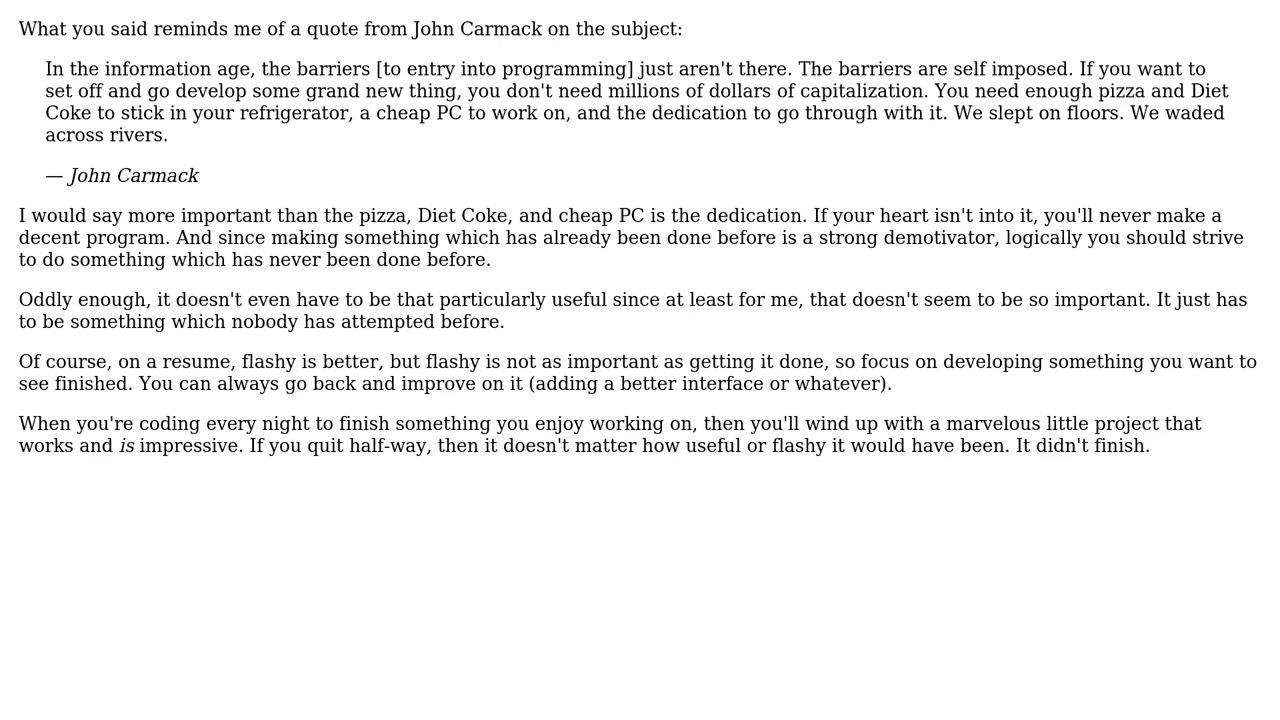 What you said reminds me of a quote from John Carmack on the subject:
In the information age, the barriers [to entry into programming] just aren't there. The barriers are self imposed. If you want to
set off and go develop some grand new thing, you don't need millions of dollars of capitalization. You need enough pizza and Diet
Coke to stick in your refrigerator, a cheap PC to work on, and the dedication to go through with it. We slept on floors. We waded
across rivers.
— John Carmack
I would say more important than the pizza, Diet Coke, and cheap PC is the dedication. If your heart isn't into it, you'll never make a
decent program. And since making something which has already been done before is a strong demotivator, logically you should strive
to do something which has never been done before.
Oddly enough, it doesn't even have to be that particularly useful since at least for me, that doesn't seem to be so important. It just has
to be something which nobody has attempted before.
Of course, on a resume, flashy is better, but flashy is not as important as getting it done, so focus on developing something you want to
see finished. You can always go back and improve on it (adding a better interface or whatever).
When you're coding every night to finish something you enjoy working on, then you'll wind up with a marvelous little project that
works and is impressive. If you quit half-way, then it doesn't matter how useful or flashy it would have been. It didn't finish.